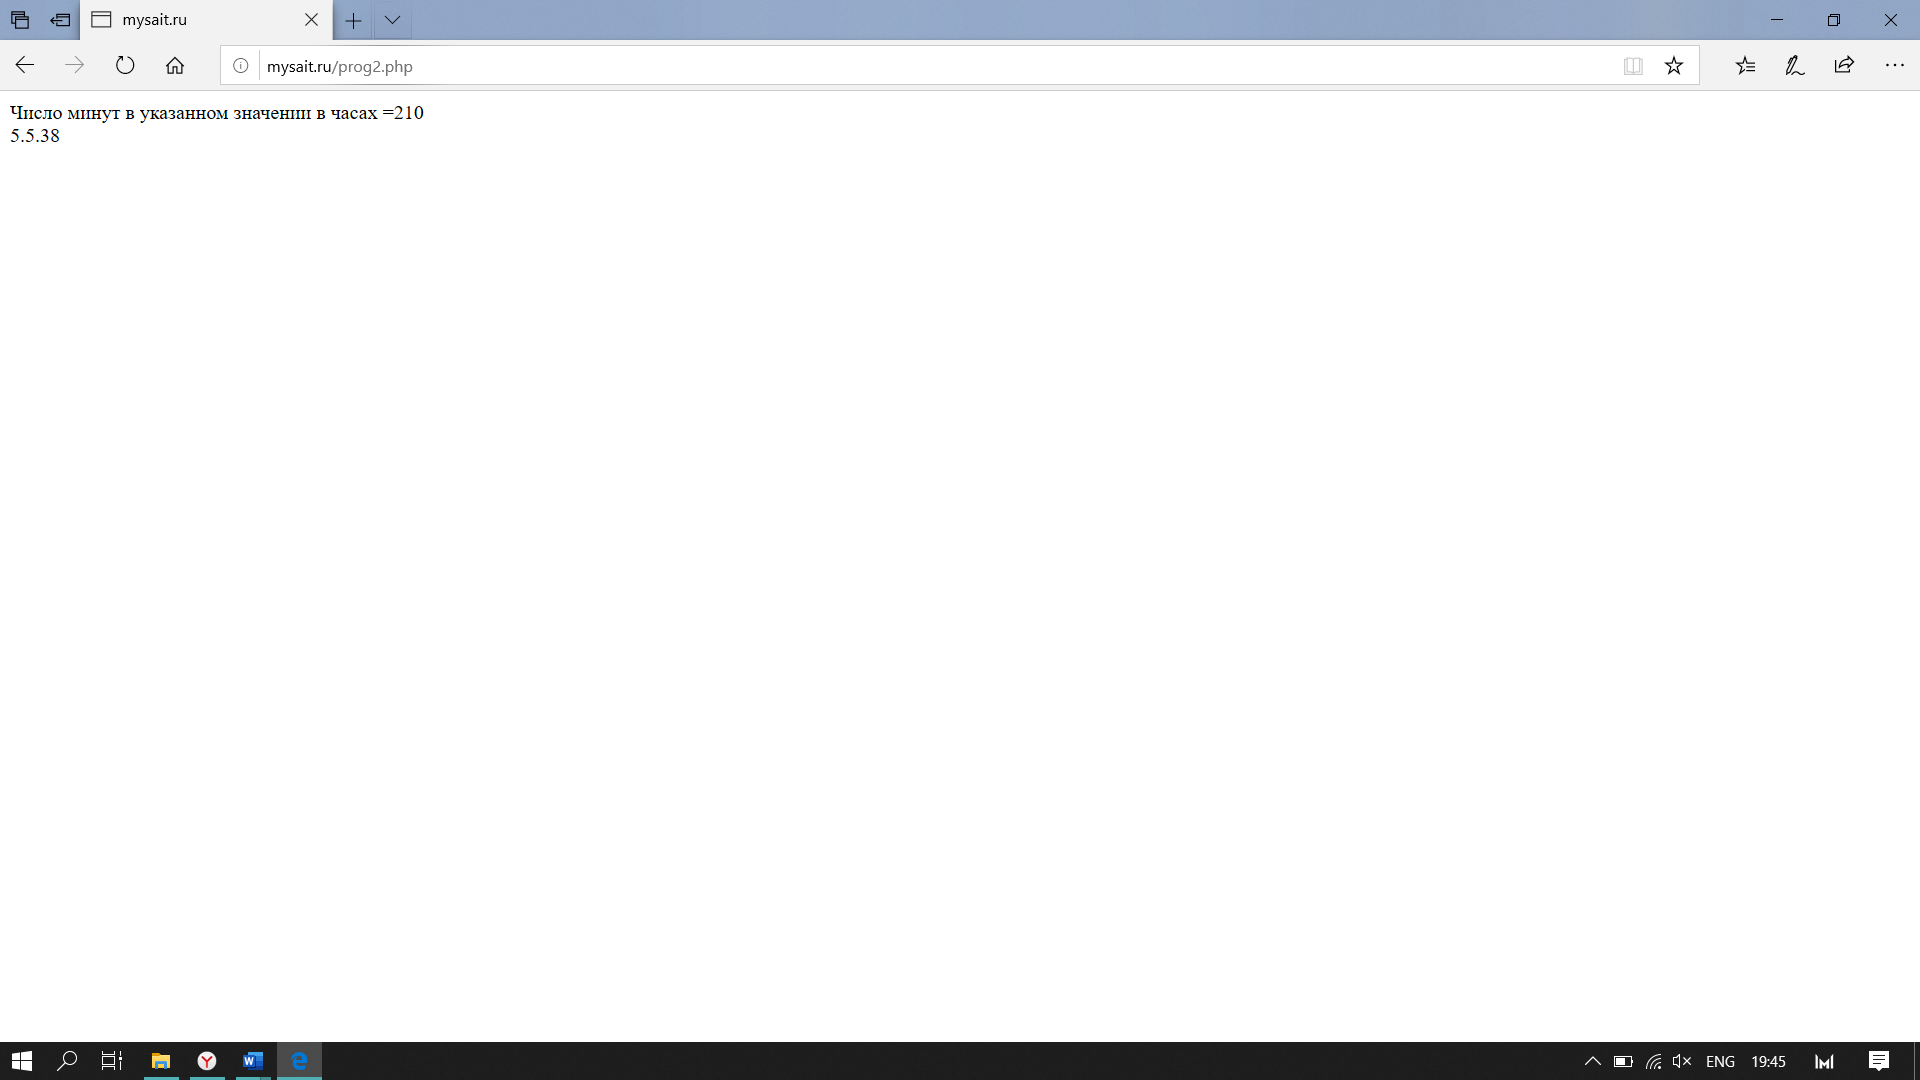 mysait.ru
mysait.ru/prog2.php
Число минут в указанном значении в часах =210
5.5.38
ENG
19:45